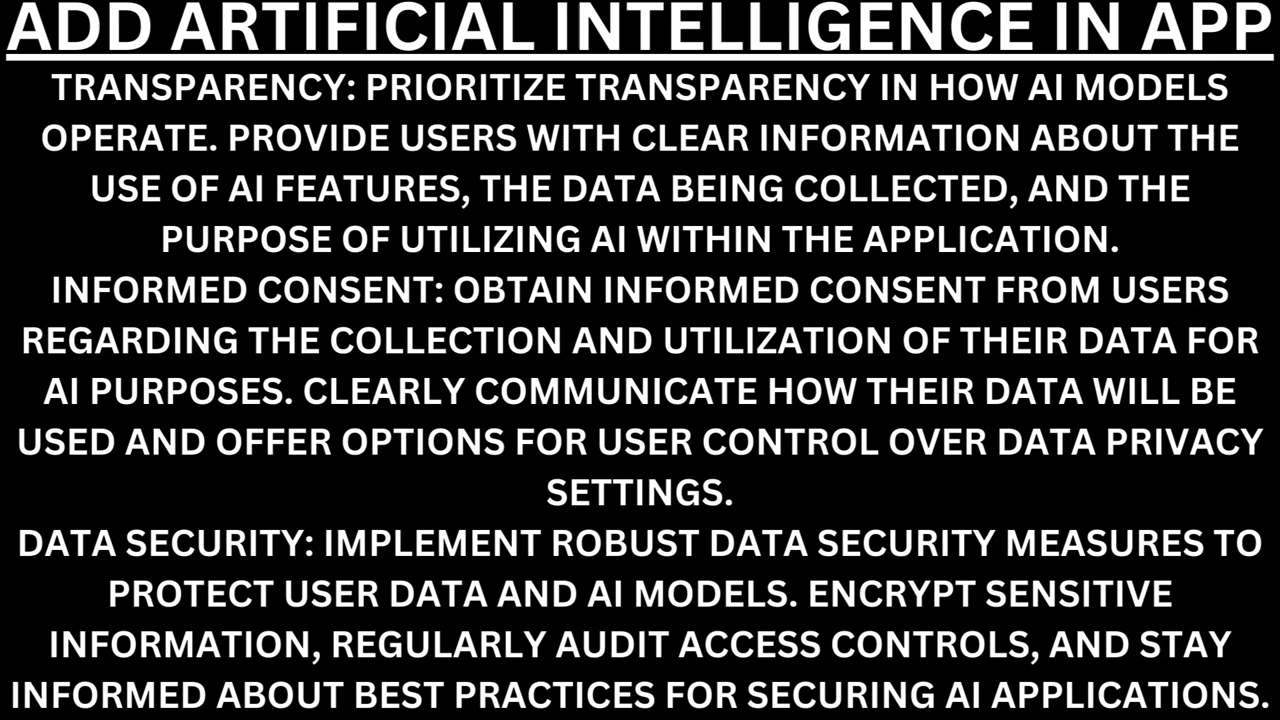 ADD ARTIFICIAL INTELLIGENCE IN APP
TRANSPARENCY: PRIORITIZE TRANSPARENCY IN HOW AI MODELS
OPERATE. PROVIDE USERS WITH CLEAR INFORMATION ABOUT THE
USE OF AI FEATURES, THE DATA BEING COLLECTED, AND THE
PURPOSE OF UTILIZING AI WITHIN THE APPLICATION.
INFORMED CONSENT: OBTAIN INFORMED CONSENT FROM USERS
REGARDING THE COLLECTION AND UTILIZATION OF THEIR DATA FOR
AI PURPOSES. CLEARLY COMMUNICATE HOW THEIR DATA WILL BE
USED AND OFFER OPTIONS FOR USER CONTROL OVER DATA PRIVACY
SETTINGS.
DATA SECURITY: IMPLEMENT ROBUST DATA SECURITY MEASURES TO
PROTECT USER DATA AND AI MODELS. ENCRYPT SENSITIVE
INFORMATION, REGULARLY AUDIT ACCESS CONTROLS, AND STAY
INFORMED ABOUT BEST PRACTICES FOR SECURING AI APPLICATIONS.